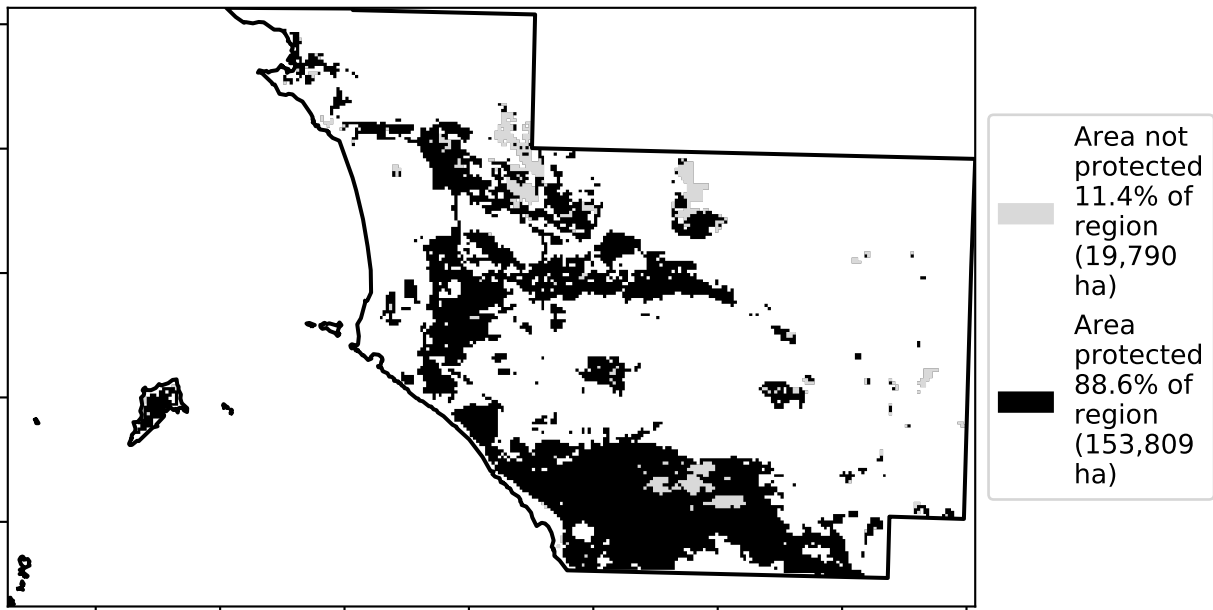 Area not
protected
11.4% of
region
(19,790
ha)
Area
protected
88.6% of
region
(153,809
ha)